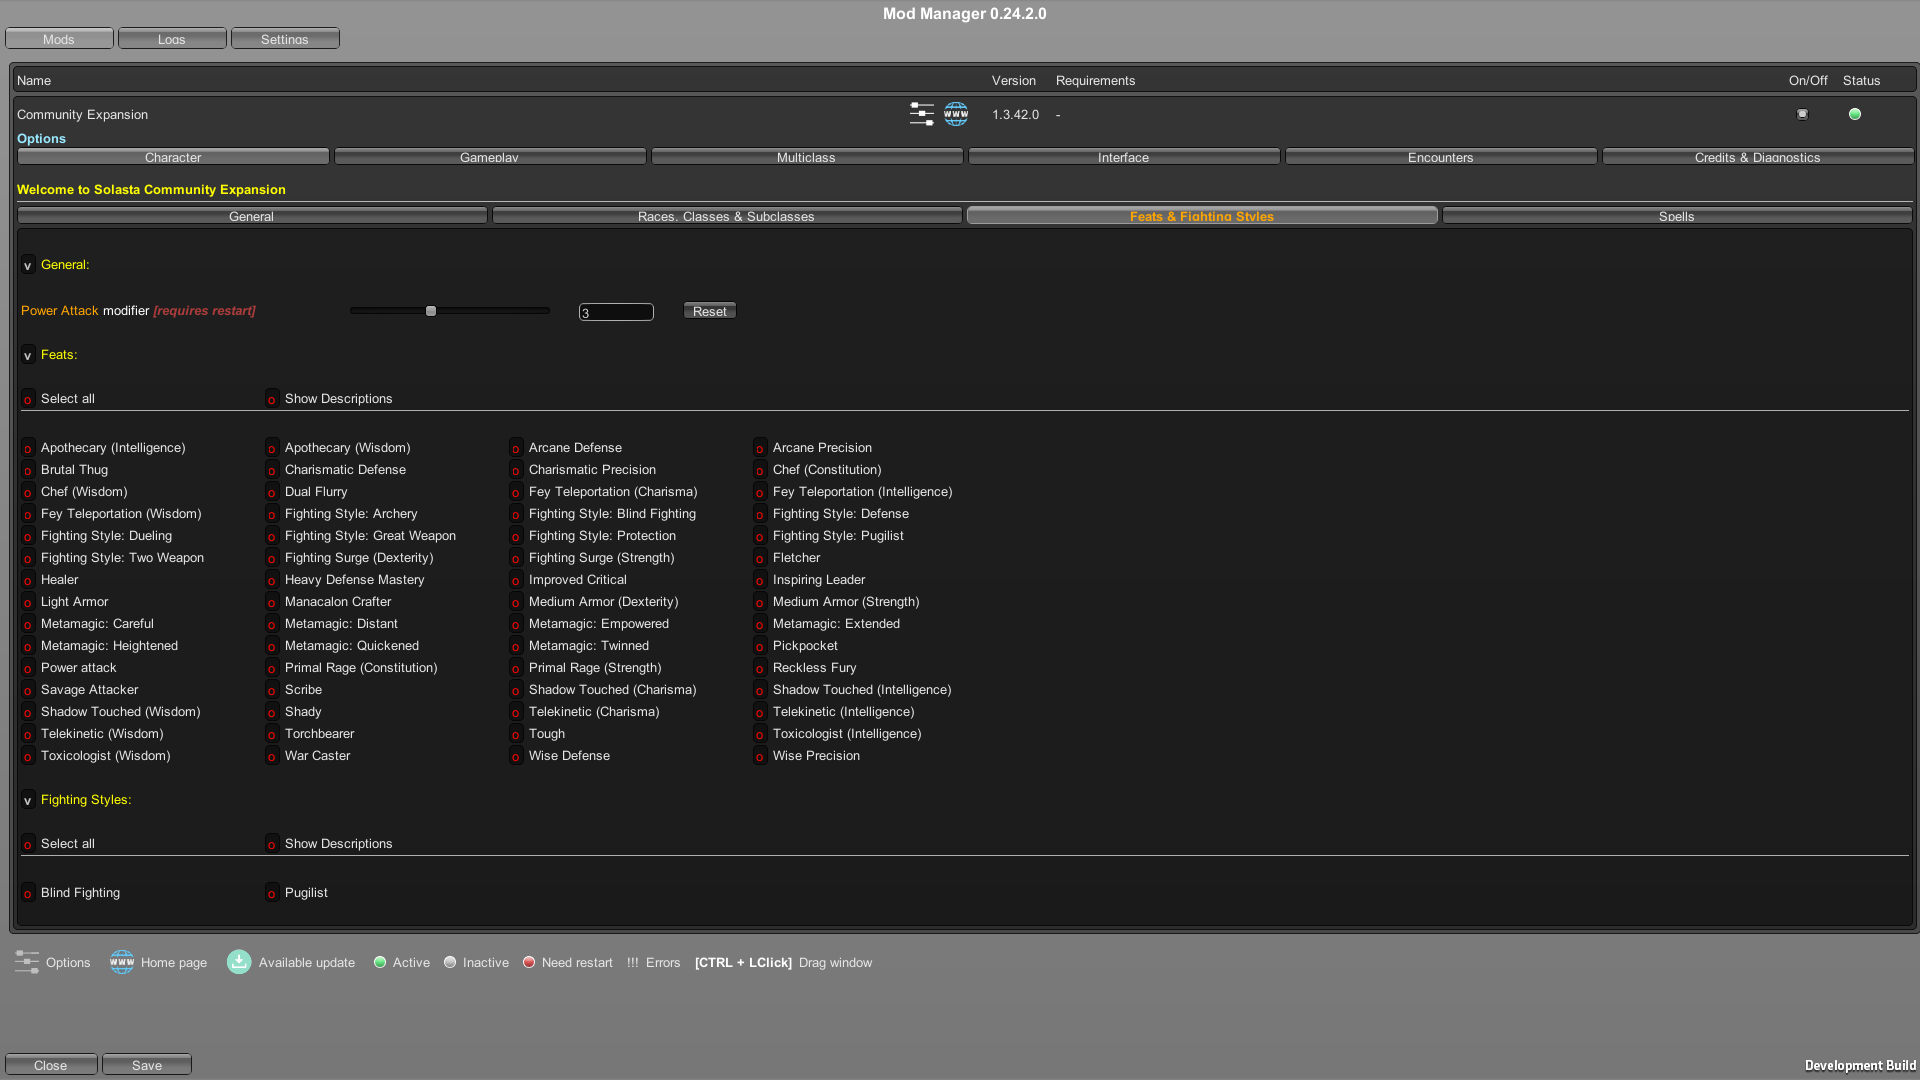 Mod Manager 0.24.2.0
Mods Logs Settings
Name Version Requirements On/Off Status
Community Expansion WWW 1.3.42.0 -
Options
Character Gameplay Multiclass Interface Encounters Credits & Diagnostics
Welcome to Solasta Community Expansion
General Races, Classes & Subclasses Feats & Fighting Styles Spells
v General:
Power Attack modifier [requires restart] 3 Reset
v Feats:
o Select all o Show Descriptions
o Apothecary (Intelligence) o Apothecary (Wisdom) o Arcane Defense o Arcane Precision
o Brutal Thug o Charismatic Defense o Charismatic Precision o Chef (Constitution)
o Chef (Wisdom) o Dual Flurry o Fey Teleportation (Charisma) o Fey Teleportation (Intelligence)
o Fey Teleportation (Wisdom) o Fighting Style: Archery o Fighting Style: Blind Fighting o Fighting Style: Defense
o Fighting Style: Dueling o Fighting Style: Great Weapon o Fighting Style: Protection o Fighting Style: Pugilist
o Fighting Style: Two Weapon o Fighting Surge (Dexterity) o Fighting Surge (Strength) o Fletcher
o Healer o Heavy Defense Mastery o Improved Critical o Inspiring Leader
o Light Armor o Manacalon Crafter o Medium Armor (Dexterity) o Medium Armor (Strength)
o Metamagic: Careful o Metamagic: Distant o Metamagic: Empowered o Metamagic: Extended
o Metamagic: Heightened o Metamagic: Quickened o Metamagic: Twinned o Pickpocket
o Power attack o Primal Rage (Constitution) o Primal Rage (Strength) o Reckless Fury
o Savage Attacker o Scribe o Shadow Touched (Charisma) o Shadow Touched (Intelligence)
o Shadow Touched (Wisdom) o Shady o Telekinetic (Charisma) o Telekinetic (Intelligence)
o Telekinetic (Wisdom) o Torchbearer o Tough o Toxicologist (Intelligence)
o Toxicologist (Wisdom) o War Caster o Wise Defense o Wise Precision
v Fighting Styles:
o Select all o Show Descriptions
o Blind Fighting o Pugilist
Options WWW Home page Available update Active Inactive Need restart !!! Errors [CTRL + LClick] Drag window
Close Save Development Build